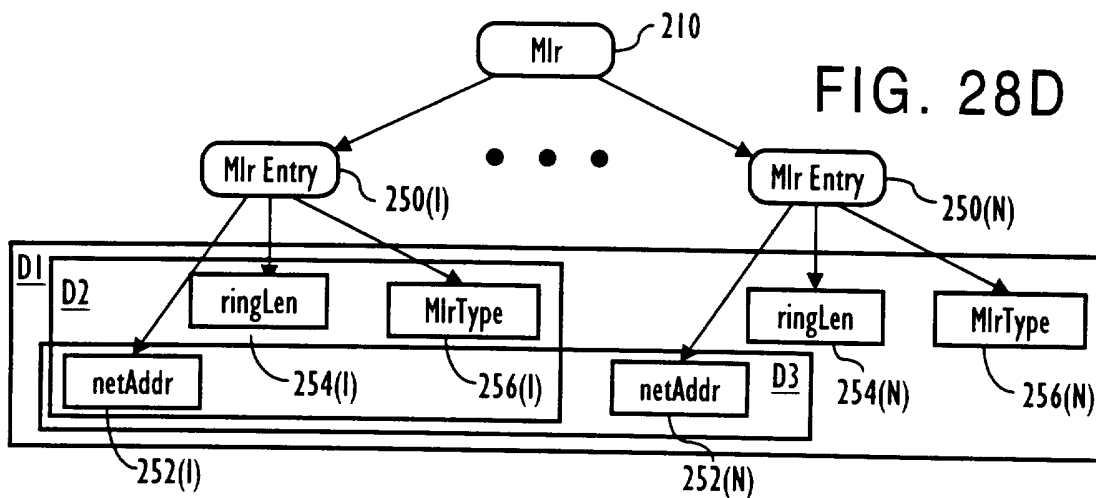 210
Mlr
FIG. 28D
Mlr Entry
Mlr Entry
250(I)
250(N)
D1
D2
ringLen
MlrType
ringLen
MlrType
netAddr
254(I)
256(I)
netAddr
D3
254(N)
256(N)
252(I)
252(N)